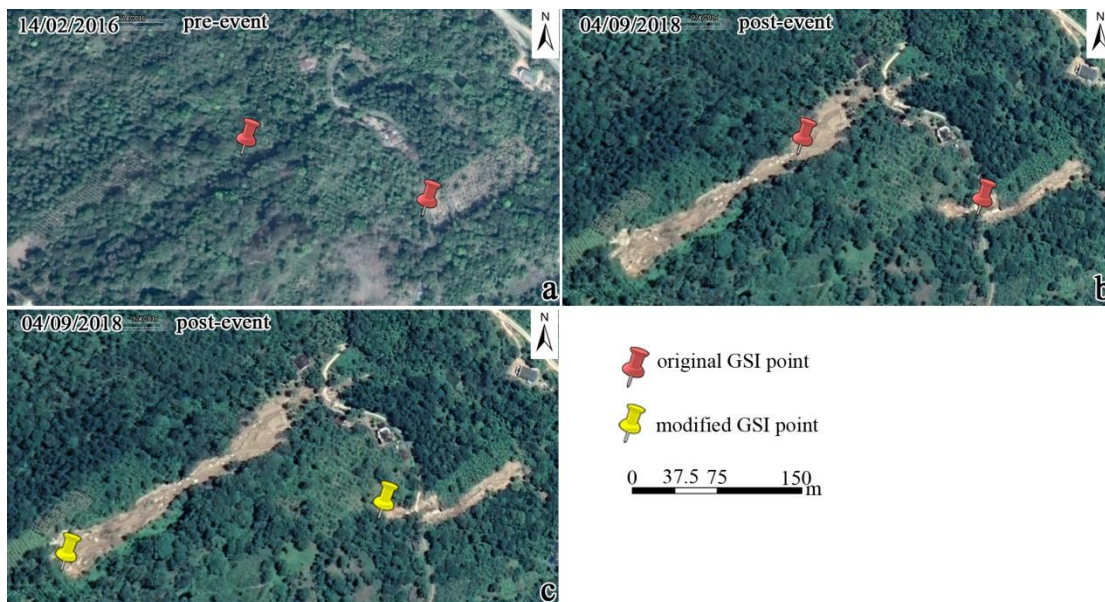 14/02/2016 pre-event
N
a
04/09/2018 post-event
N
b
04/09/2018 post-event
N
c
original GSI point
modified GSI point
0 37.5 75 150
m